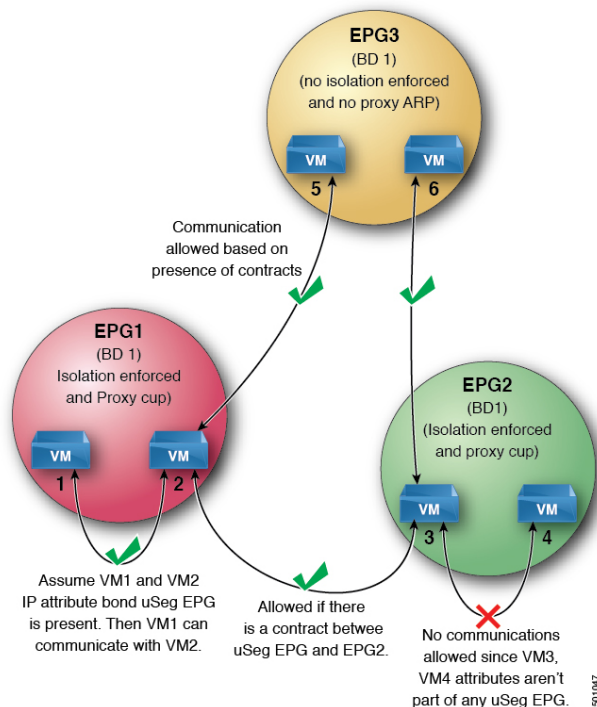 EPG3
(BD 1)
(no isolation enforced
and no proxy ARP)
VM
VM
5
6
Communication
allowed based on
presence of contracts
EPG1
(BD 1)
Isolation enforced
and Proxy cup)
VM
VM
1
2
EPG2
(BD1)
(Isolation enforced
and proxy cup)
VM
VM
3
4
Assume VM1 and VM2
IP attribute bond uSeg EPG
is present. Then VM1 can
communicate with VM2.
Allowed if there
is a contract betwee
uSeg EPG and EPG2.
No communications
allowed since VM3,
VM4 attributes aren't
part of any uSeg EPG.
501047